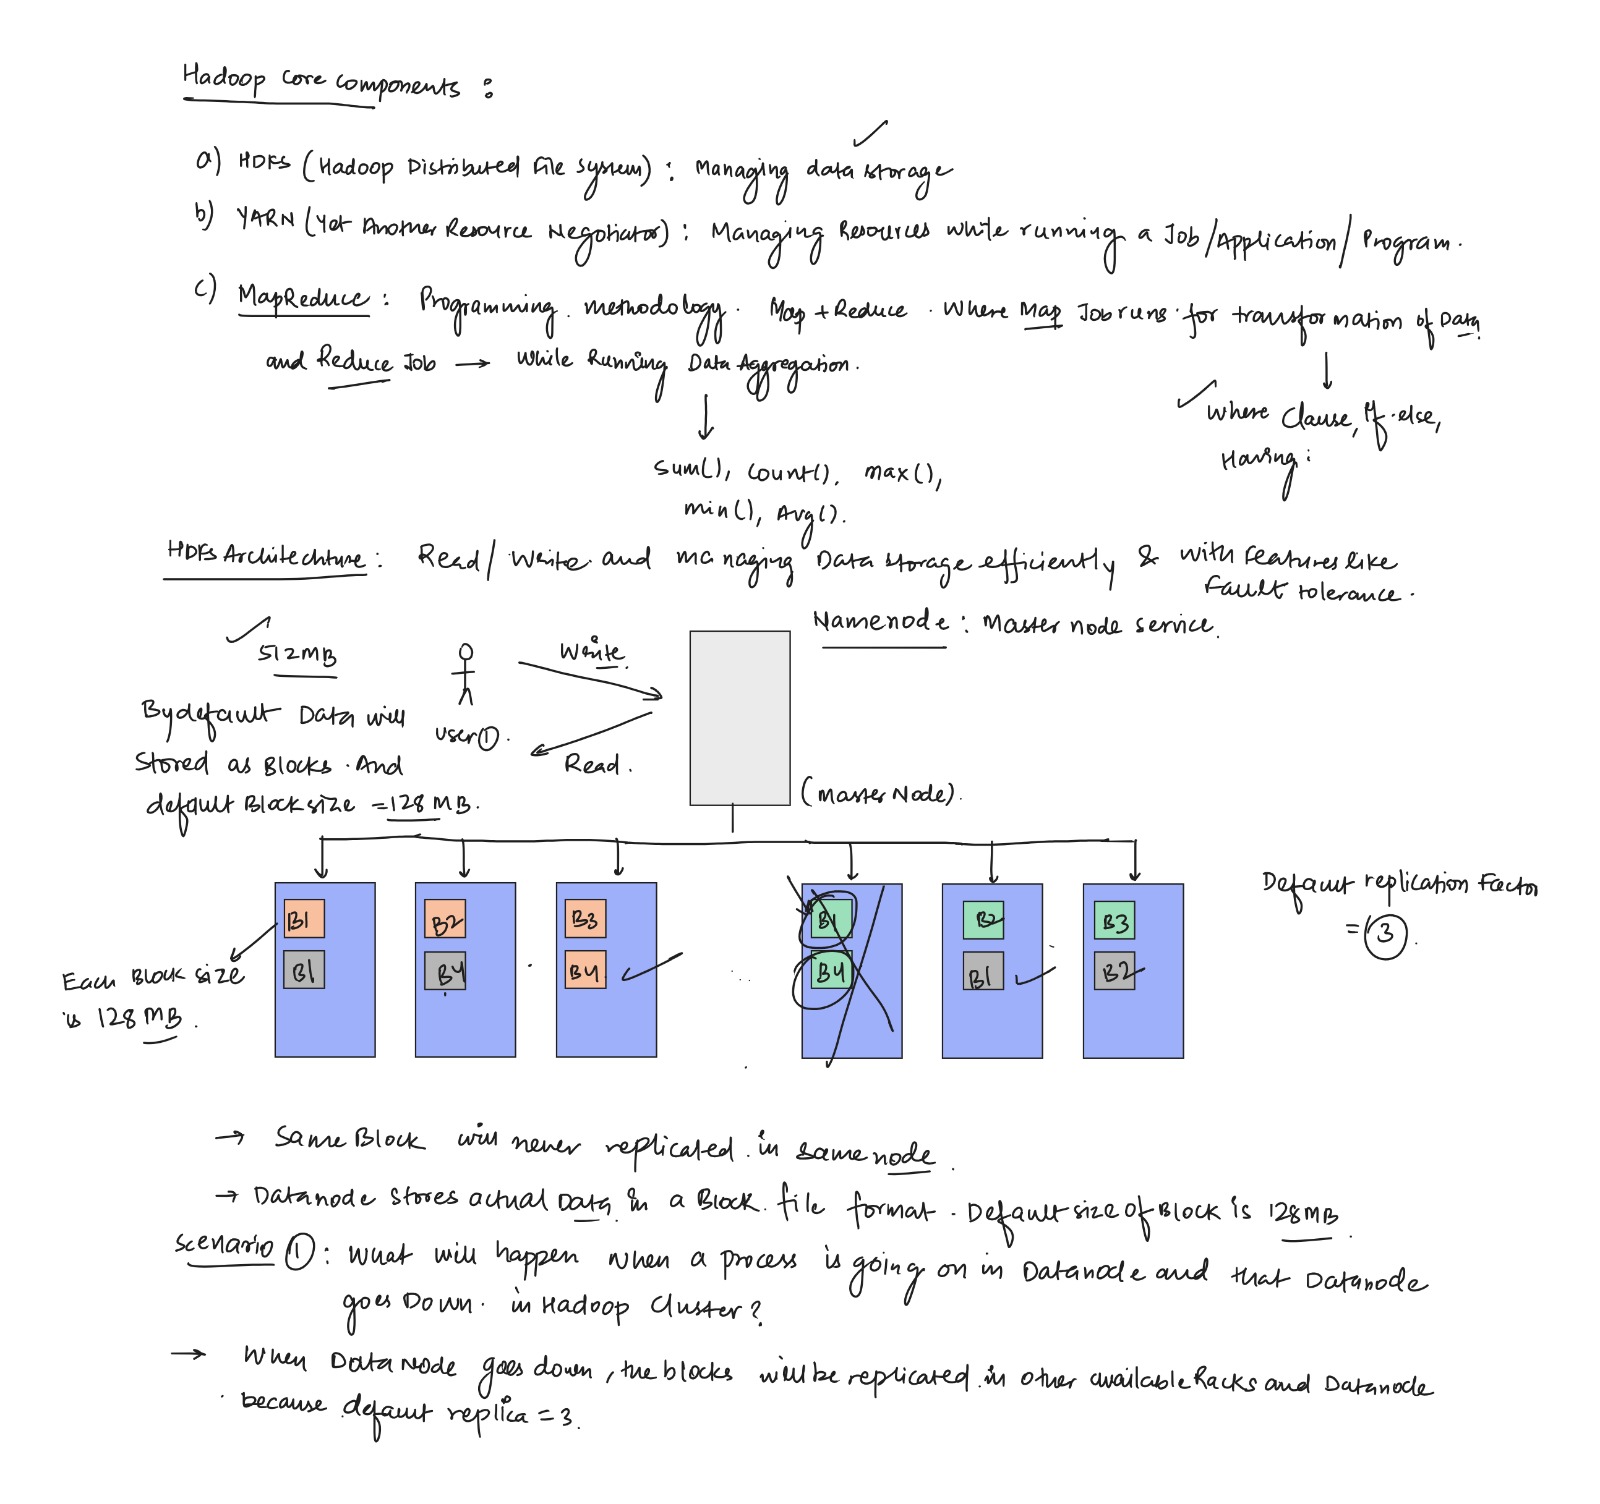 Hadoop Core components :
a) HDFS (Hadoop Distributed File System) : Managing data storage
b) YARN (Yet Another Resource Negotiator) : Managing Resources while running a Job/Application/Program.
c) MapReduce : Programming methodology. Map + Reduce. Where Map Job runs for transformation of Data
and Reduce Job → While Running Data Aggregation.
Where Clause, If-else,
Having :
sum(), count(), max(),
min(), Avg().
HDFS Architechture : Read/Write and managing Data storage efficiently & with features like
Fault tolerance.
Namenode : Master node service.
512MB
Write
By default Data will
user 1.
Stored as Blocks. And
Read.
default Block size = 128 MB.
(Master Node).
B1 B2 B3 B1 B2 B3
B1 B4 B4 B4 B1 B2
Default replication Factor
= 3.
Each Block size
is 128 MB.
→ Same Block will never replicated in same node.
→ Datanode stores actual Data in a Block file format. Default size of Block is 128MB.
Scenario 1 : What will happen when a process is going on in Datanode and that Datanode
goes Down. in Hadoop Cluster?
→ When DataNode goes down, the blocks will be replicated in other available Racks and Datanode
because default replica = 3.